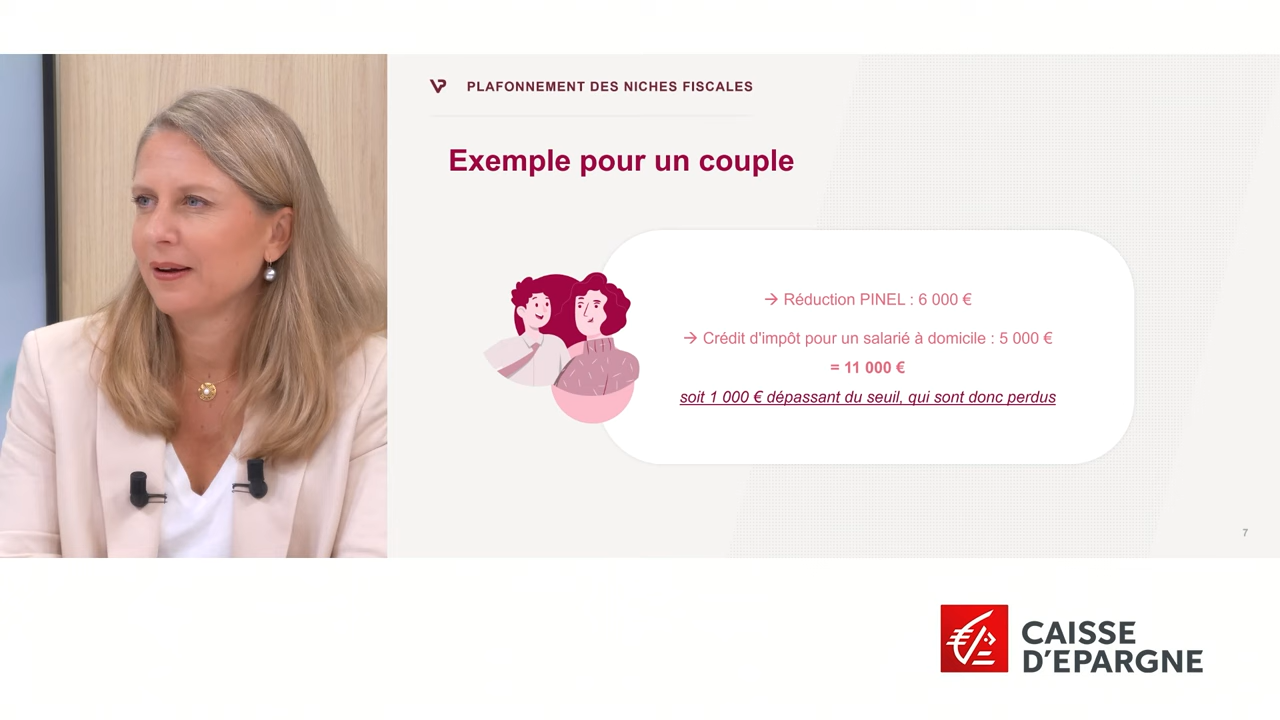 PLAFONNEMENT DES NICHES FISCALES
Exemple pour un couple
→ Réduction PINEL : 6 000 €
→ Crédit d'impôt pour un salarié à domicile : 5 000 €
= 11 000 €
soit 1 000 € dépassant du seuil, qui sont donc perdus
7
CAISSE
D'EPARGNE